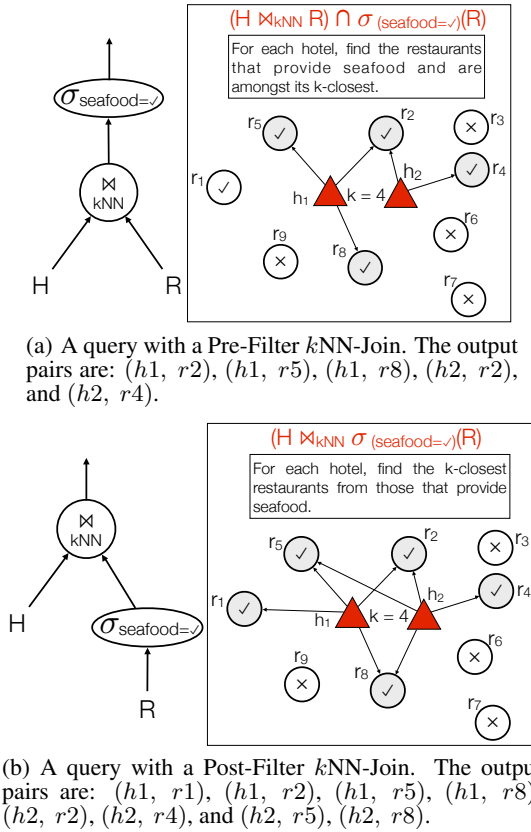 (H ⋈kNN R) ∩ σ (seafood=✓)(R)
For each hotel, find the restaurants
that provide seafood and are
amongst its k-closest.
σ seafood=✓
⋈
kNN
H
R
r5
✓
r2
✓
r3
×
r1
✓
h1
k = 4
h2
✓
r4
r9
×
r8
✓
r6
×
r7
×
(a) A query with a Pre-Filter kNN-Join. The output
pairs are: (h1, r2), (h1, r5), (h1, r8), (h2, r2),
and (h2, r4).
(H ⋈kNN σ (seafood=✓)(R)
For each hotel, find the k-closest
restaurants from those that provide
seafood.
⋈
kNN
H
σ seafood=✓
R
r5
✓
r2
✓
r3
×
r1
✓
h1
k = 4
h2
✓
r4
r9
×
r8
✓
r6
×
r7
×
(b) A query with a Post-Filter kNN-Join. The output
pairs are: (h1, r1), (h1, r2), (h1, r5), (h1, r8)
(h2, r2), (h2, r4), and (h2, r5), (h2, r8).